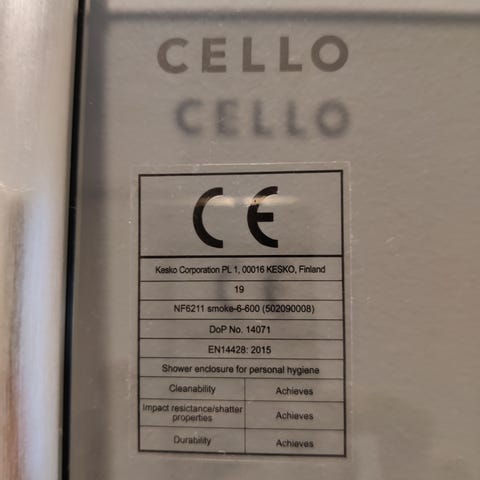 CELLO
CELLO
CE
Kesko Corporation PL 1, 00016 KESKO, Finland
19
NF6211 smoke-6-600 (502090008)
DoP No. 14071
EN14428: 2015
Shower enclosure for personal hygiene
Cleanability Achieves
Impact resictance/shatter
properties Achieves
Durability Achieves